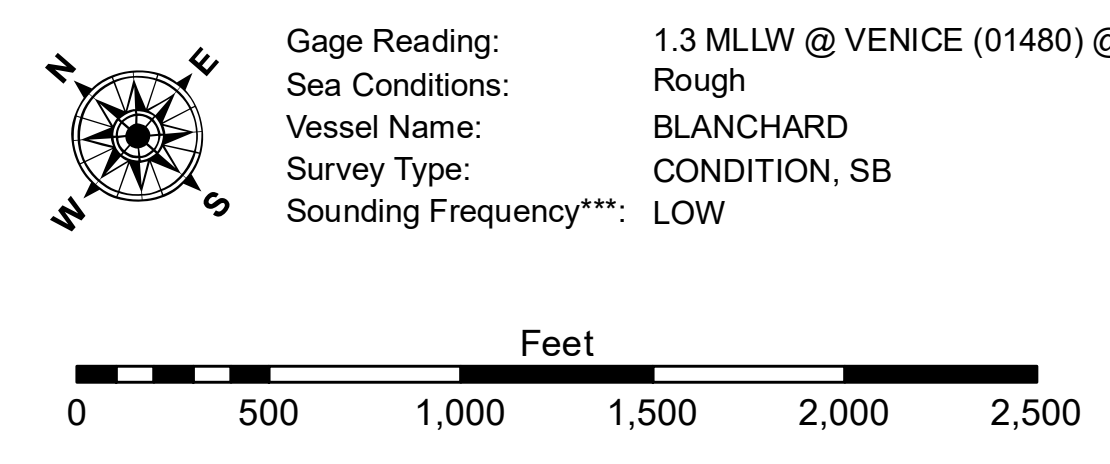 N E
W S
Gage Reading: 1.3 MLLW @ VENICE (01480) @
Sea Conditions: Rough
Vessel Name: BLANCHARD
Survey Type: CONDITION, SB
Sounding Frequency***: LOW
Feet
0 500 1,000 1,500 2,000 2,500